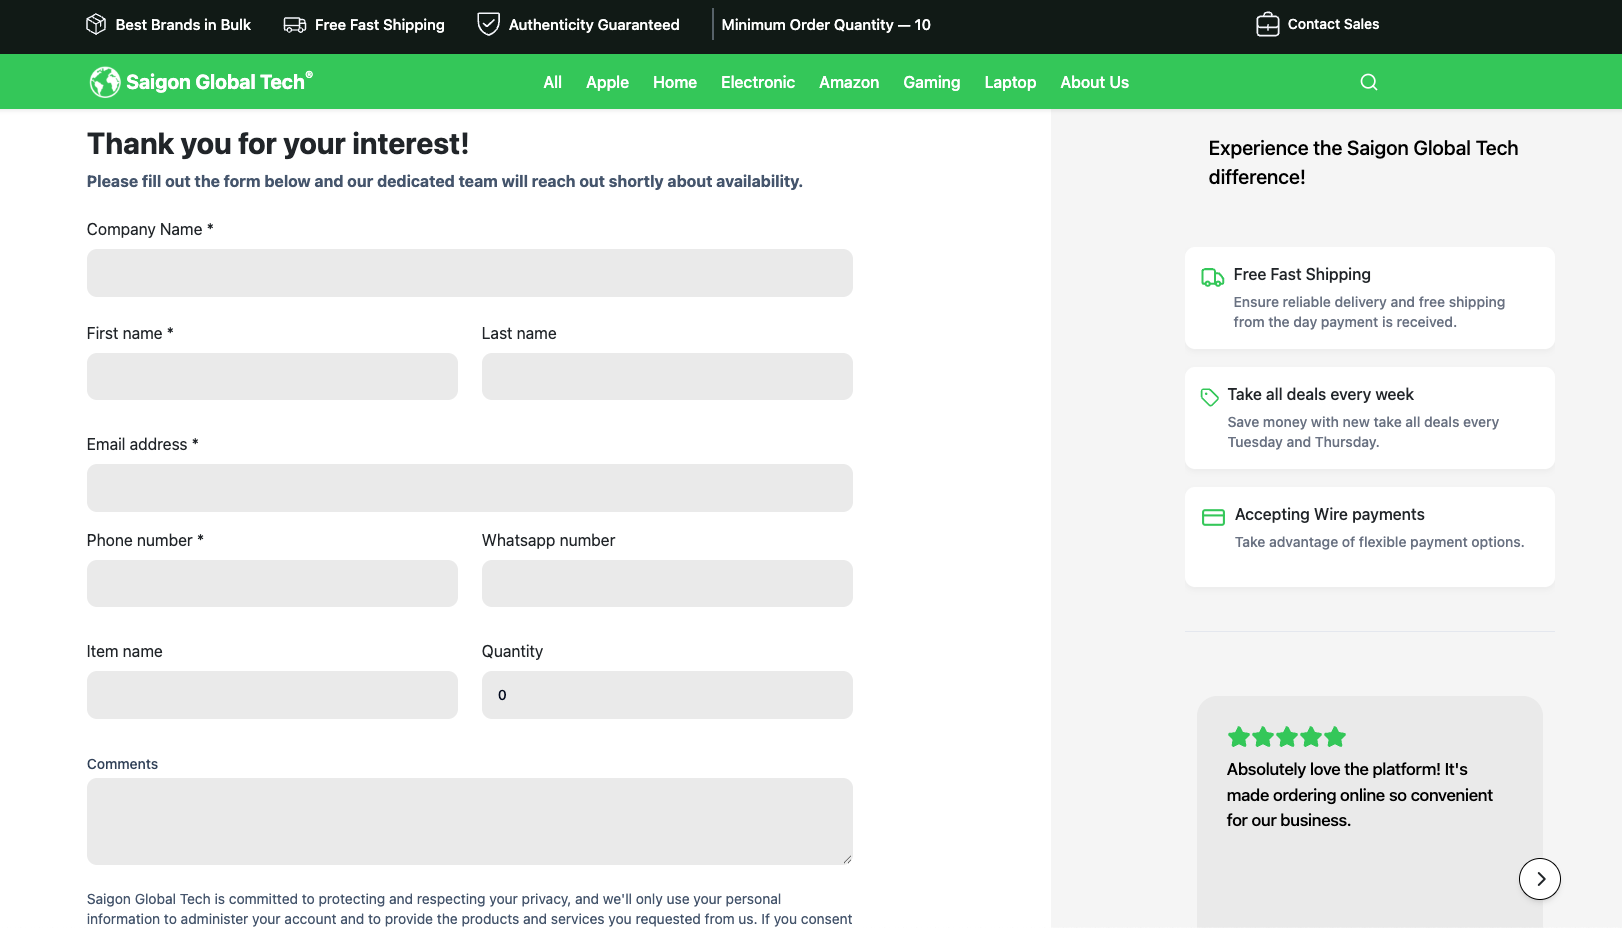 Best Brands in Bulk
Free Fast Shipping
Authenticity Guaranteed
Minimum Order Quantity — 10
Contact Sales
Saigon Global Tech®
All
Apple
Home
Electronic
Amazon
Gaming
Laptop
About Us
Thank you for your interest!
Please fill out the form below and our dedicated team will reach out shortly about availability.
Company Name *
First name *
Last name
Email address *
Phone number *
Whatsapp number
Item name
Quantity
0
Comments
Saigon Global Tech is committed to protecting and respecting your privacy, and we'll only use your personal
information to administer your account and to provide the products and services you requested from us. If you consent
Experience the Saigon Global Tech
difference!
Free Fast Shipping
Ensure reliable delivery and free shipping
from the day payment is received.
Take all deals every week
Save money with new take all deals every
Tuesday and Thursday.
Accepting Wire payments
Take advantage of flexible payment options.
Absolutely love the platform! It's
made ordering online so convenient
for our business.